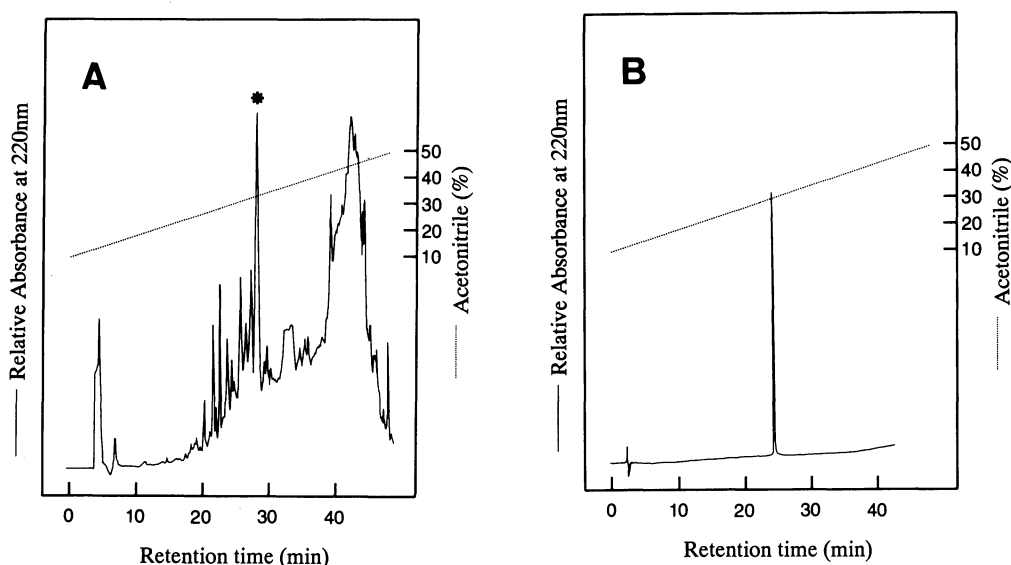 A
*
Relative Absorbance at 220nm
50
40
30
20
10
Acetonitrile (%)
0 10 20 30 40
Retention time (min)
B
Relative Absorbance at 220nm
50
40
30
20
10
Acetonitrile (%)
0 10 20 30 40
Retention time (min)